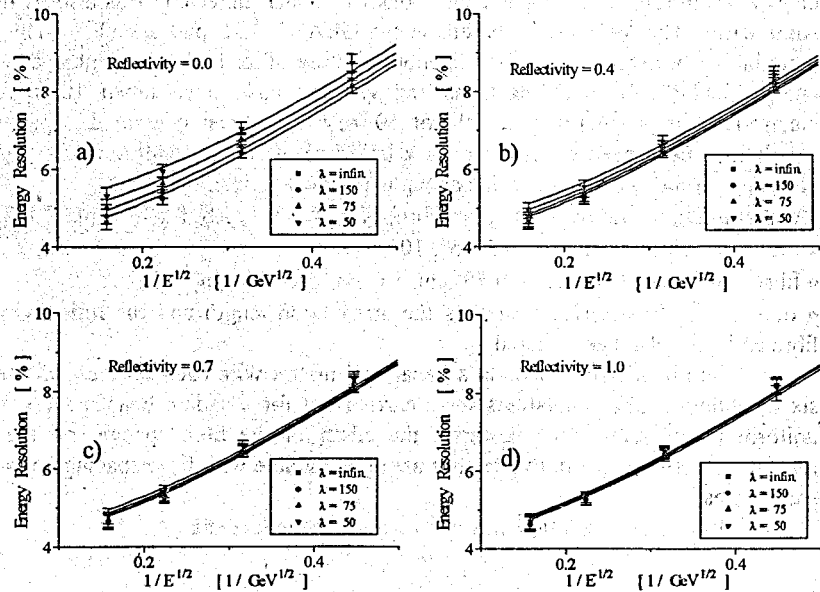 10
a)
Reflectivity = 0.0
Energy Resolution [ % ]
8
6
4
λ = infin.
λ = 150
λ = 75
λ = 50
0.2
0.4
1 / E^1/2 [ 1 / GeV^1/2 ]
10
b)
Reflectivity = 0.4
Energy Resolution [ % ]
8
6
4
λ = infin.
λ = 150
λ = 75
λ = 50
0.2
0.4
1 / E^1/2 [ 1 / GeV^1/2 ]
10
c)
Reflectivity = 0.7
Energy Resolution [ % ]
8
6
4
λ = infin.
λ = 150
λ = 75
λ = 50
0.2
0.4
1 / E^1/2 [ 1 / GeV^1/2 ]
10
d)
Reflectivity = 1.0
Energy Resolution [ % ]
8
6
4
λ = infin.
λ = 150
λ = 75
λ = 50
0.2
0.4
1 / E^1/2 [ 1 / GeV^1/2 ]